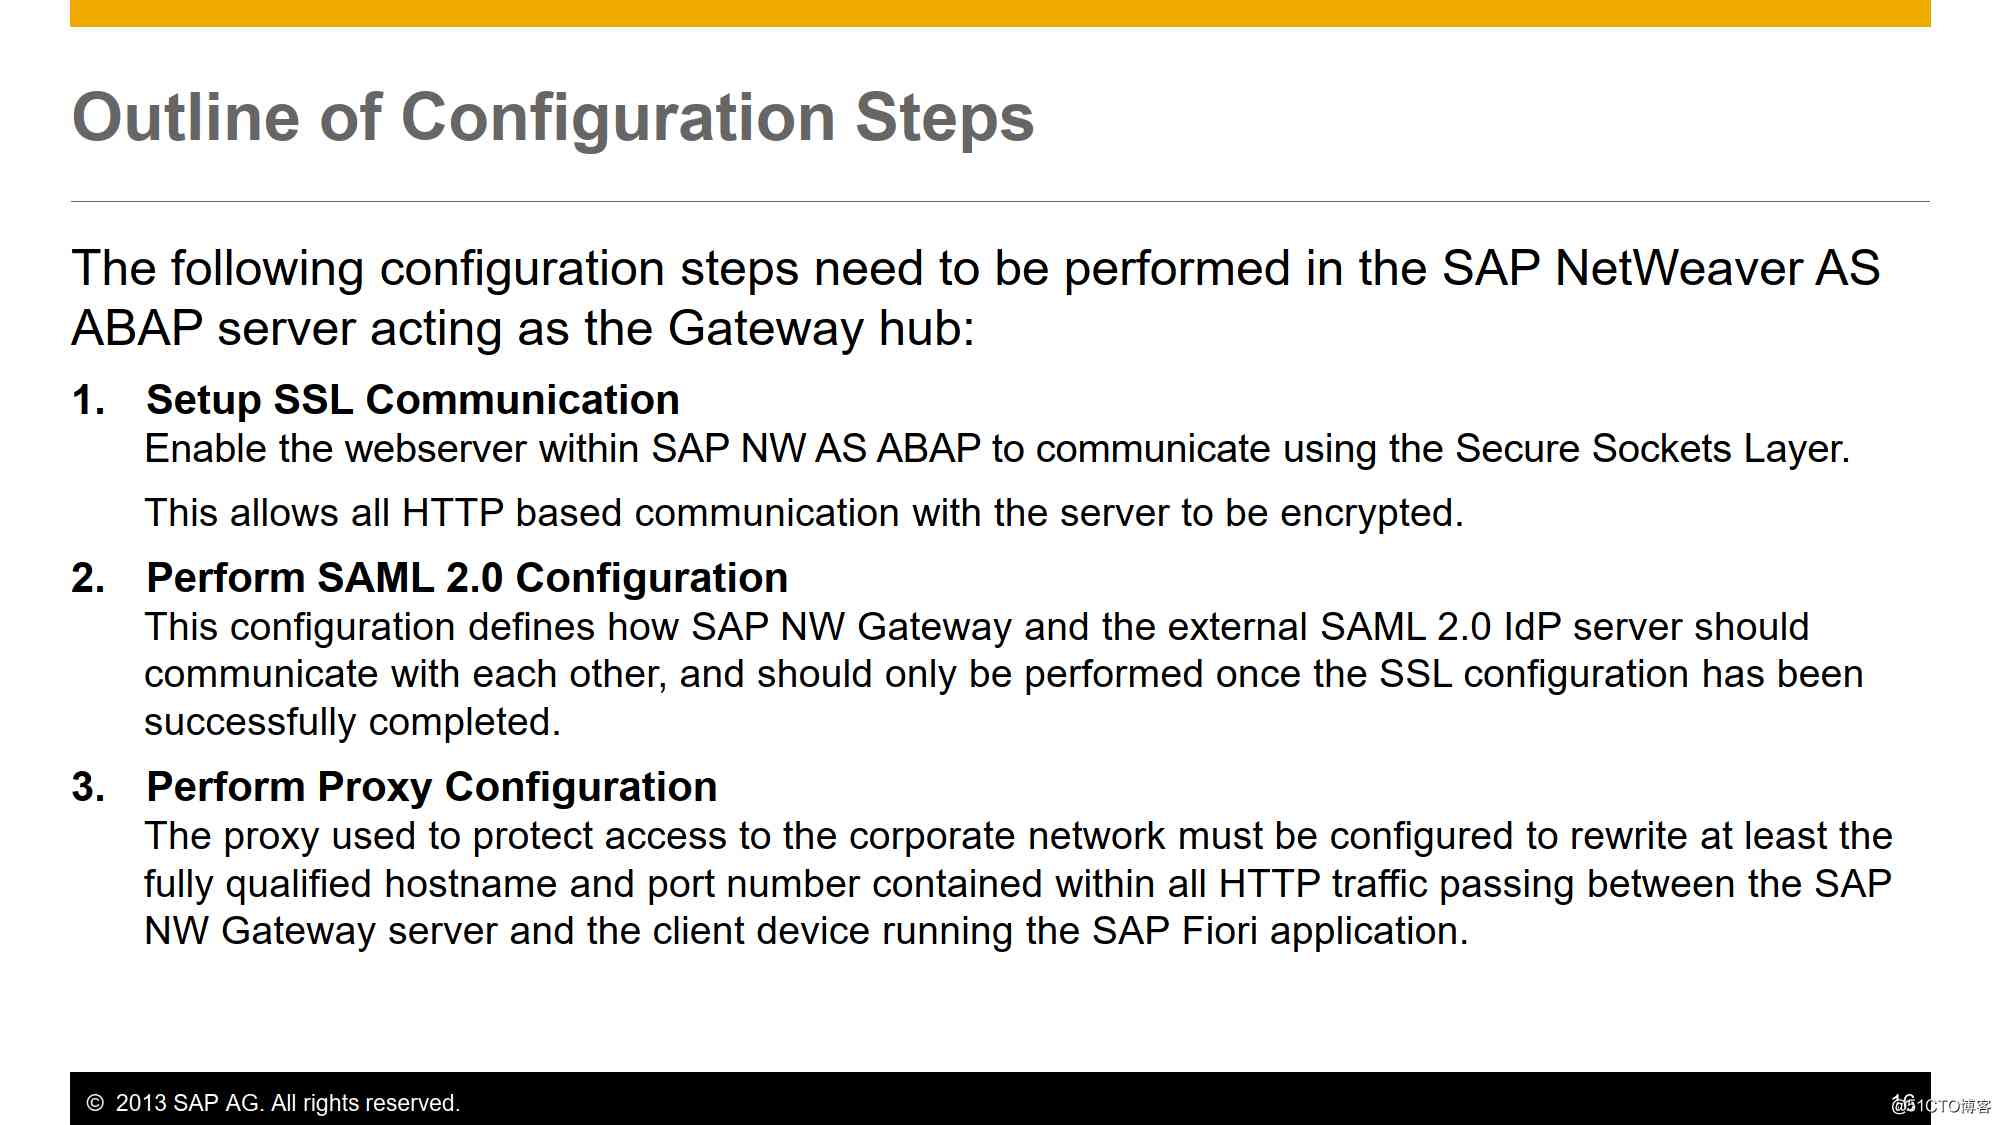 Outline of Configuration Steps
The following configuration steps need to be performed in the SAP NetWeaver AS
ABAP server acting as the Gateway hub:
1. Setup SSL Communication
Enable the webserver within SAP NW AS ABAP to communicate using the Secure Sockets Layer.
This allows all HTTP based communication with the server to be encrypted.
2. Perform SAML 2.0 Configuration
This configuration defines how SAP NW Gateway and the external SAML 2.0 IdP server should
communicate with each other, and should only be performed once the SSL configuration has been
successfully completed.
3. Perform Proxy Configuration
The proxy used to protect access to the corporate network must be configured to rewrite at least the
fully qualified hostname and port number contained within all HTTP traffic passing between the SAP
NW Gateway server and the client device running the SAP Fiori application.
© 2013 SAP AG. All rights reserved.
16
@51CTO博客